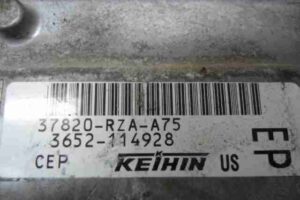 37820-RZA-A75
3652-114928
CEP KEIHIN US
EP